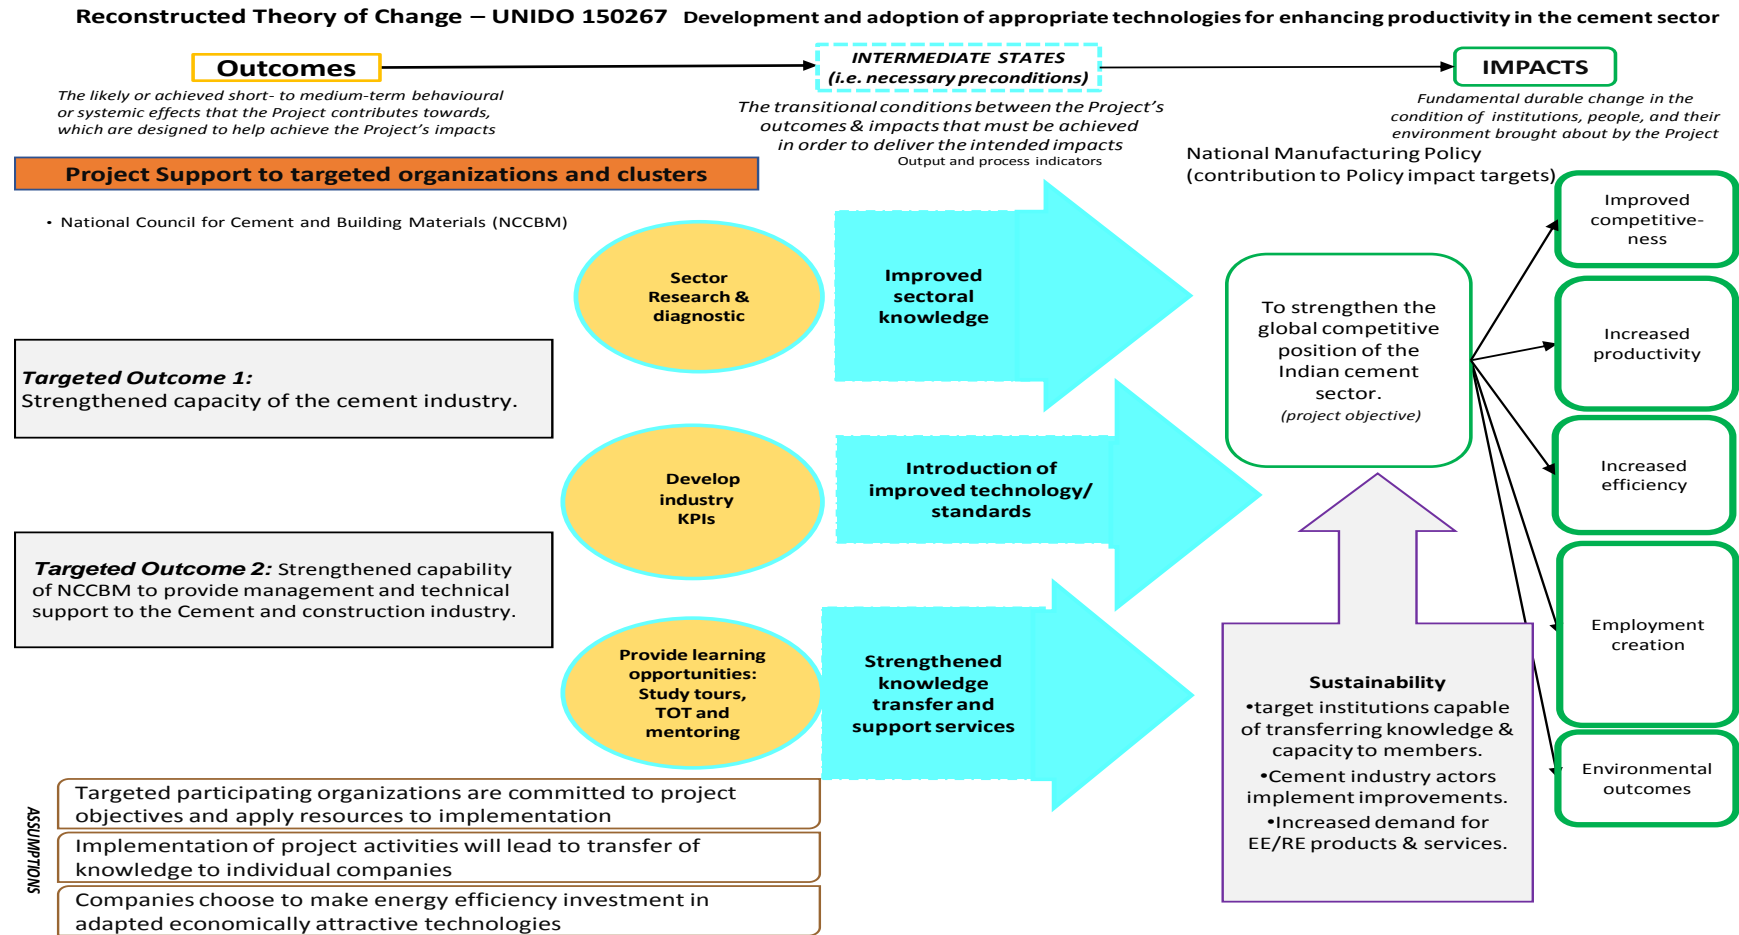 Reconstructed Theory of Change – UNIDO 150267 Development and adoption of appropriate technologies for enhancing productivity in the cement sector
Outcomes
The likely or achieved short- to medium-term behavioural
or systemic effects that the Project contributes towards,
which are designed to help achieve the Project's impacts
INTERMEDIATE STATES
(i.e. necessary preconditions)
The transitional conditions between the Project's
outcomes & impacts that must be achieved
in order to deliver the intended impacts
Output and process indicators
IMPACTS
Fundamental durable change in the
condition of institutions, people, and their
environment brought about by the Project
Project Support to targeted organizations and clusters
National Manufacturing Policy
(contribution to Policy impact targets)
• National Council for Cement and Building Materials (NCCBM)
Targeted Outcome 1:
Strengthened capacity of the cement industry.
Targeted Outcome 2: Strengthened capability
of NCCBM to provide management and technical
support to the Cement and construction industry.
Sector
Research &
diagnostic
Develop
industry
KPIs
Provide learning
opportunities:
Study tours,
TOT and
mentoring
Improved
sectoral
knowledge
Introduction of
improved technology/
standards
Strengthened
knowledge
transfer and
support services
To strengthen the
global competitive
position of the
Indian cement
sector.
(project objective)
Sustainability
•target institutions capable
of transferring knowledge &
capacity to members.
•Cement industry actors
implement improvements.
•Increased demand for
EE/RE products & services.
Improved
competitive-
ness
Increased
productivity
Increased
efficiency
Employment
creation
Environmental
outcomes
ASSUMPTIONS
Targeted participating organizations are committed to project
objectives and apply resources to implementation
Implementation of project activities will lead to transfer of
knowledge to individual companies
Companies choose to make energy efficiency investment in
adapted economically attractive technologies